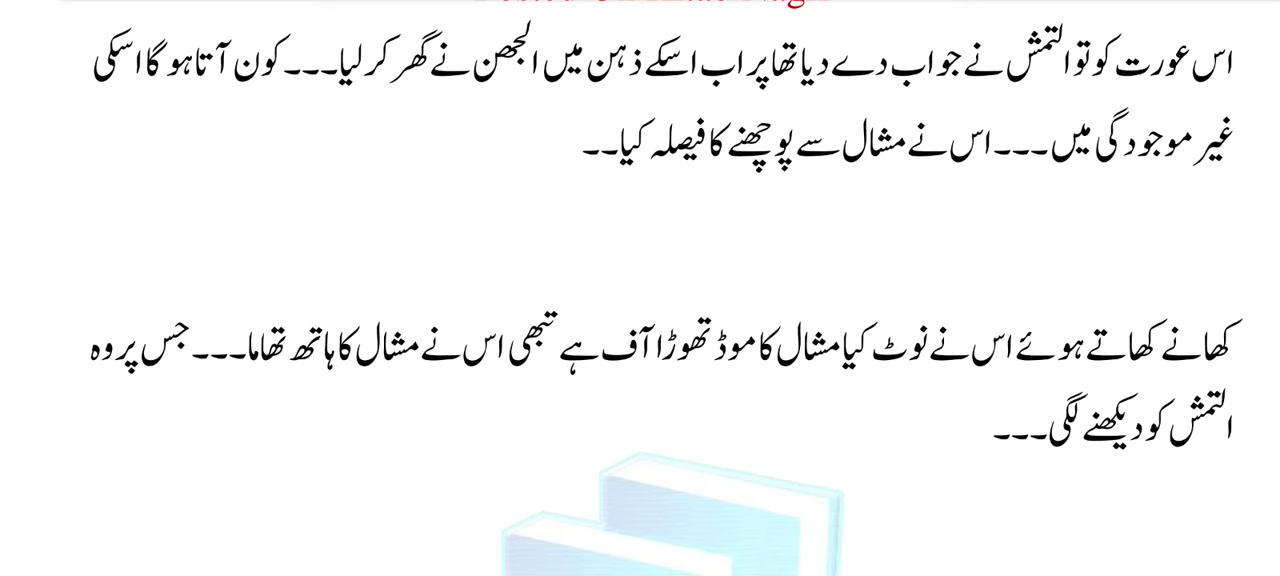 اس عورت کو تو التمش نے جواب دے دیا تھا پر اب اسکے ذہن میں الجھن نے گھر کر لیا۔۔۔ کون آتا ہو گا اسکی
غیر موجودگی میں۔۔۔ اس نے مشال سے پوچھنے کا فیصلہ کیا۔۔
کھانے کھاتے ہوئے اس نے نوٹ کیا مشال کا موڈ تھوڑا آف ہے تبھی اس نے مشال کا ہاتھ تھاما۔۔۔ جس پر وہ
التمش کو دیکھنے لگی۔۔۔